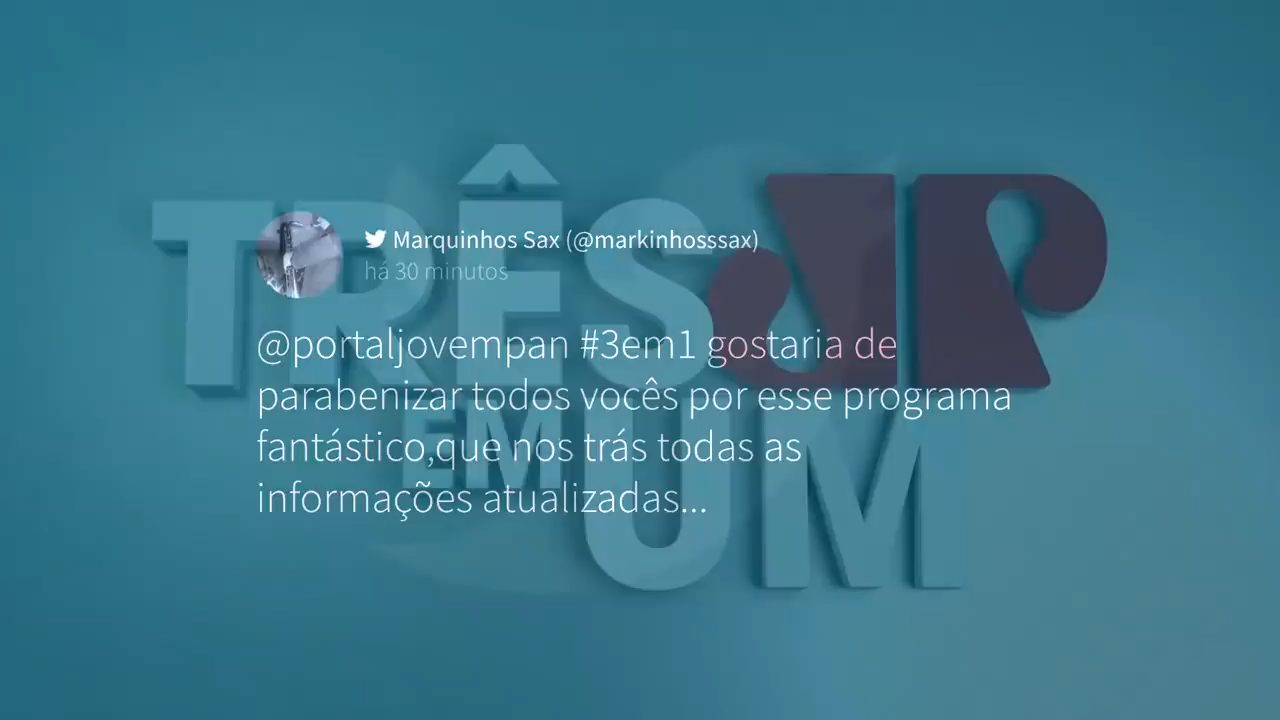 TRÊS JP
EM UM
Marquinhos Sax (@markinhosssax)
há 30 minutos
@portaljovempan #3em1 gostaria de
parabenizar todos vocês por esse programa
fantástico,que nos trás todas as
informações atualizadas...